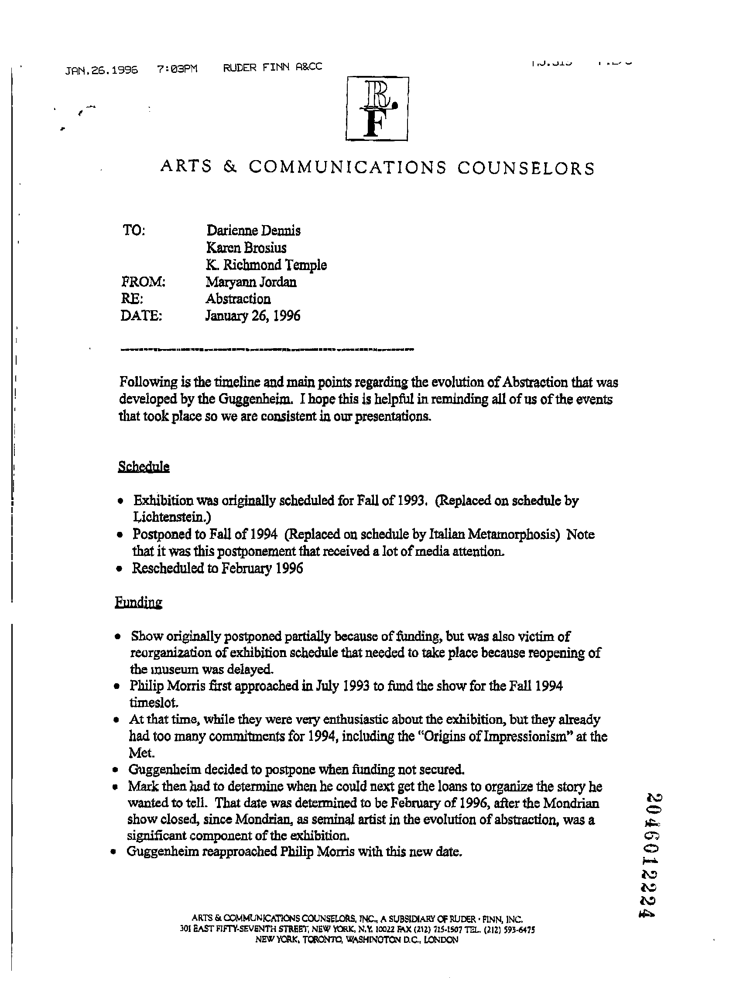 JAN.26.1996 7:03PM RUDER FINN A&CC
R.
F
ARTS & COMMUNICATIONS COUNSELORS
TO: Darienne Dennis
Karen Brosius
K. Richmond Temple
FROM: Maryann Jordan
RE: Abstraction
DATE: January 26, 1996
Following is the timeline and main points regarding the evolution of Abstraction that was
developed by the Guggenheim. I hope this is helpful in reminding all of us of the events
that took place so we are consistent in our presentations.
Schedule
• Exhibition was originally scheduled for Fall of 1993. (Replaced on schedule by
Lichtenstein.)
• Postponed to Fall of 1994 (Replaced on schedule by Italian Metamorphosis) Note
that it was this postponement that received a lot of media attention.
• Rescheduled to February 1996
Funding
• Show originally postponed partially because of funding, but was also victim of
reorganization of exhibition schedule that needed to take place because reopening of
the museum was delayed.
• Philip Morris first approached in July 1993 to fund the show for the Fall 1994
timeslot.
• At that time, while they were very enthusiastic about the exhibition, but they already
had too many commitments for 1994, including the "Origins of Impressionism" at the
Met.
• Guggenheim decided to postpone when funding not secured.
• Mark then had to determine when he could next get the loans to organize the story he
wanted to tell. That date was determined to be February of 1996, after the Mondrian
show closed, since Mondrian, as seminal artist in the evolution of abstraction, was a
significant component of the exhibition.
• Guggenheim reapproached Philip Morris with this new date.
2046012224
ARTS & COMMUNICATIONS COUNSELORS, INC., A SUBSIDIARY OF RUDER · FINN, INC.
301 EAST FIFTY-SEVENTH STREET, NEW YORK, N.Y. 10022 FAX (212) 715-1507 TEL. (212) 593-6475
NEW YORK, TORONTO, WASHINGTON D.C., LONDON